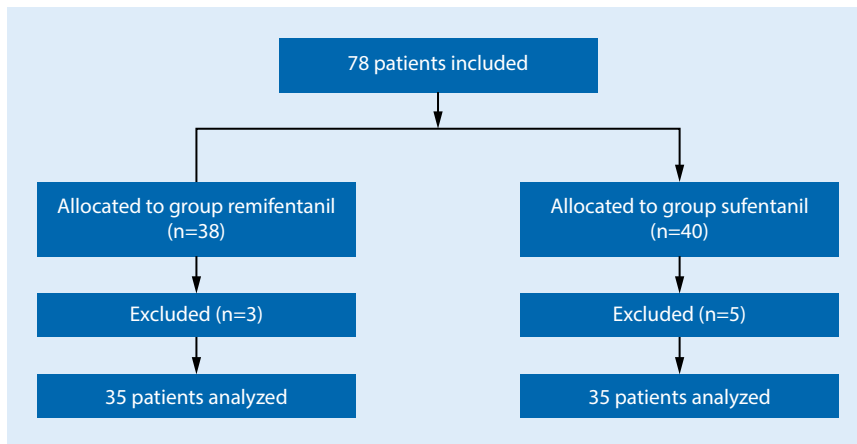 78 patients included
Allocated to group remifentanil
(n=38)
Allocated to group sufentanil
(n=40)
Excluded (n=3)
Excluded (n=5)
35 patients analyzed
35 patients analyzed